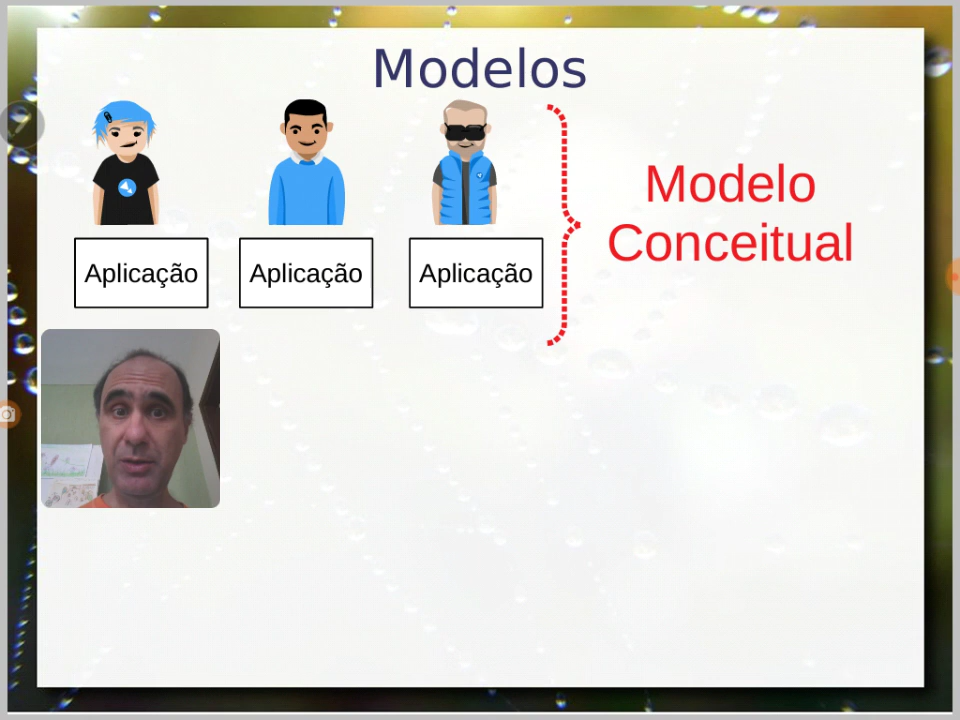 Modelos
Modelo
Conceitual
Aplicação
Aplicação
Aplicação